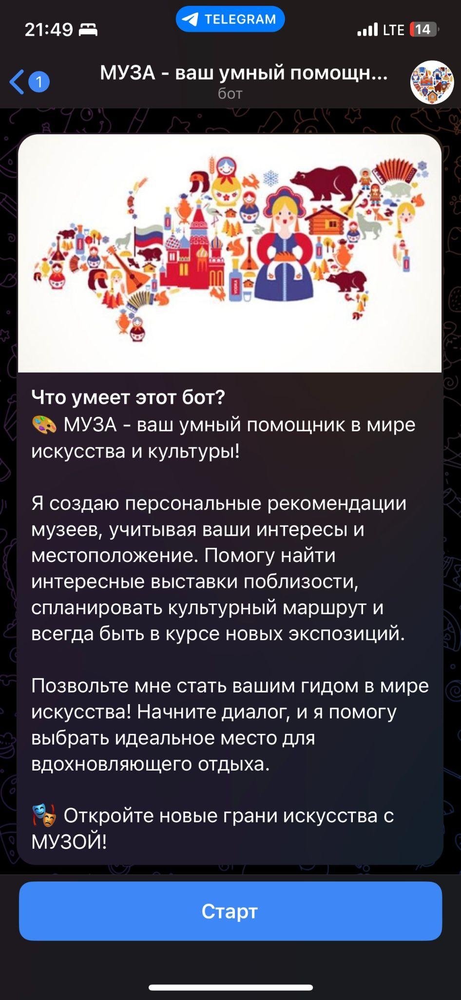 21:49
TELEGRAM
LTE
14
1
МУЗА - ваш умный помощн...
бот
VODKA
Что умеет этот бот?
🎨 МУЗА - ваш умный помощник в мире
искусства и культуры!
Я создаю персональные рекомендации
музеев, учитывая ваши интересы и
местоположение. Помогу найти
интересные выставки поблизости,
спланировать культурный маршрут и
всегда быть в курсе новых экспозиций.
Позвольте мне стать вашим гидом в мире
искусства! Начните диалог, и я помогу
выбрать идеальное место для
вдохновляющего отдыха.
🎭 Откройте новые грани искусства с
МУЗОЙ!
Старт